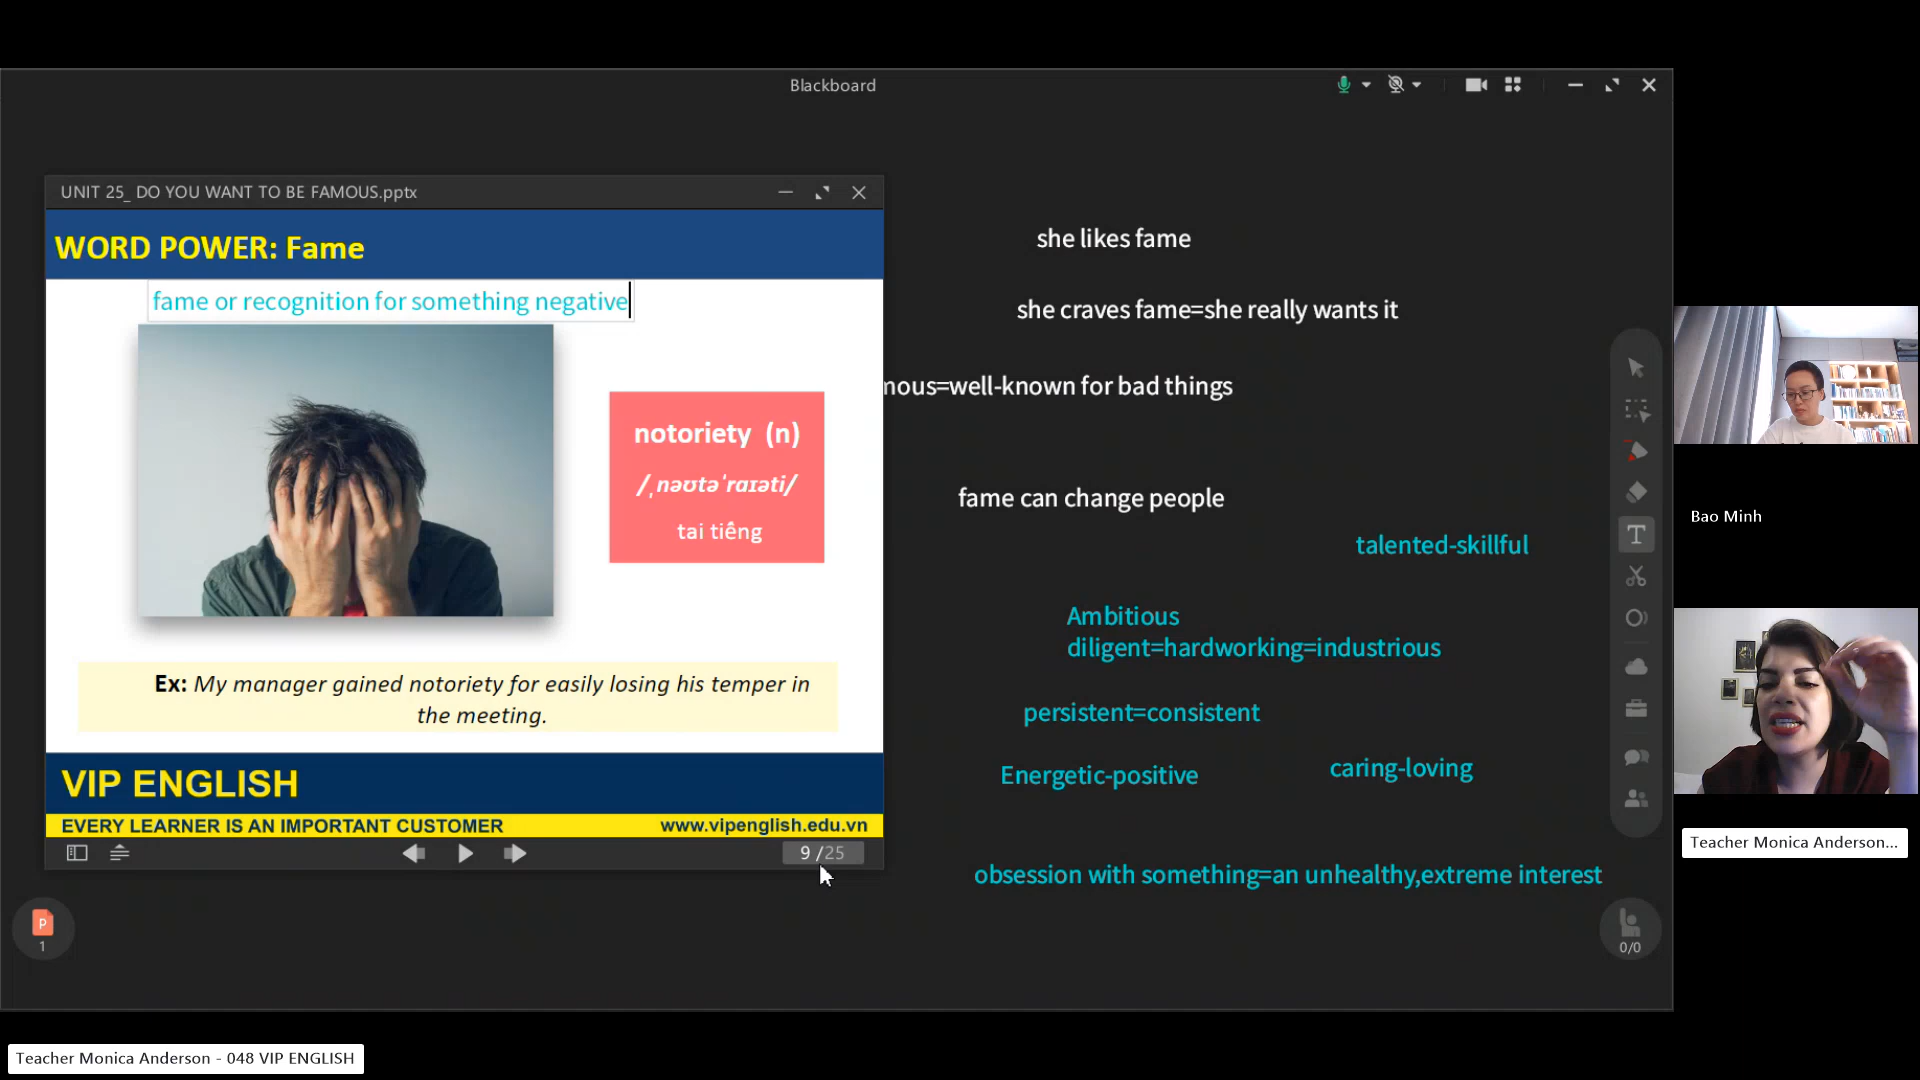 Blackboard
UNIT 25_ DO YOU WANT TO BE FAMOUS.pptx
WORD POWER: Fame
fame or recognition for something negative
notoriety (n)
/ˌnəʊtəˈraɪəti/
tai tiếng
Ex: My manager gained notoriety for easily losing his temper in
the meeting.
VIP ENGLISH
EVERY LEARNER IS AN IMPORTANT CUSTOMER
www.vipenglish.edu.vn
9 /25
she likes fame
she craves fame=she really wants it
mous=well-known for bad things
fame can change people
talented-skillful
Ambitious
diligent=hardworking=industrious
persistent=consistent
Energetic-positive
caring-loving
obsession with something=an unhealthy,extreme interest
T
P
1
0/0
Bao Minh
Teacher Monica Anderson...
Teacher Monica Anderson - 048 VIP ENGLISH